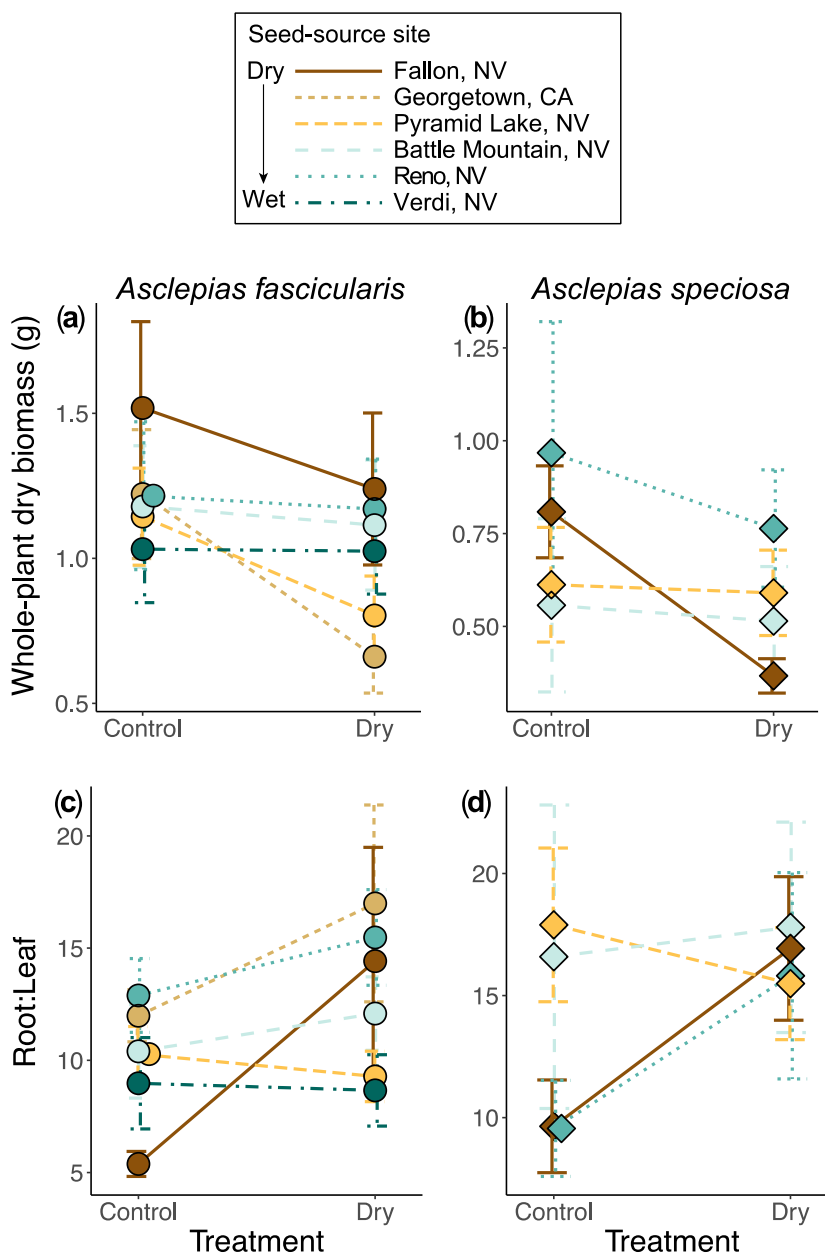 Seed-source site
Dry Fallon, NV
Georgetown, CA
Pyramid Lake, NV
Battle Mountain, NV
Reno, NV
Wet Verdi, NV
Asclepias fascicularis Asclepias speciosa
(a) (b)
Whole-plant dry biomass (g)
1.5
1.0
0.5
1.25
1.00
0.75
0.50
Control Dry Control Dry
(c) (d)
Root:Leaf
20
15
10
5
20
15
10
Control Dry Control Dry
Treatment Treatment